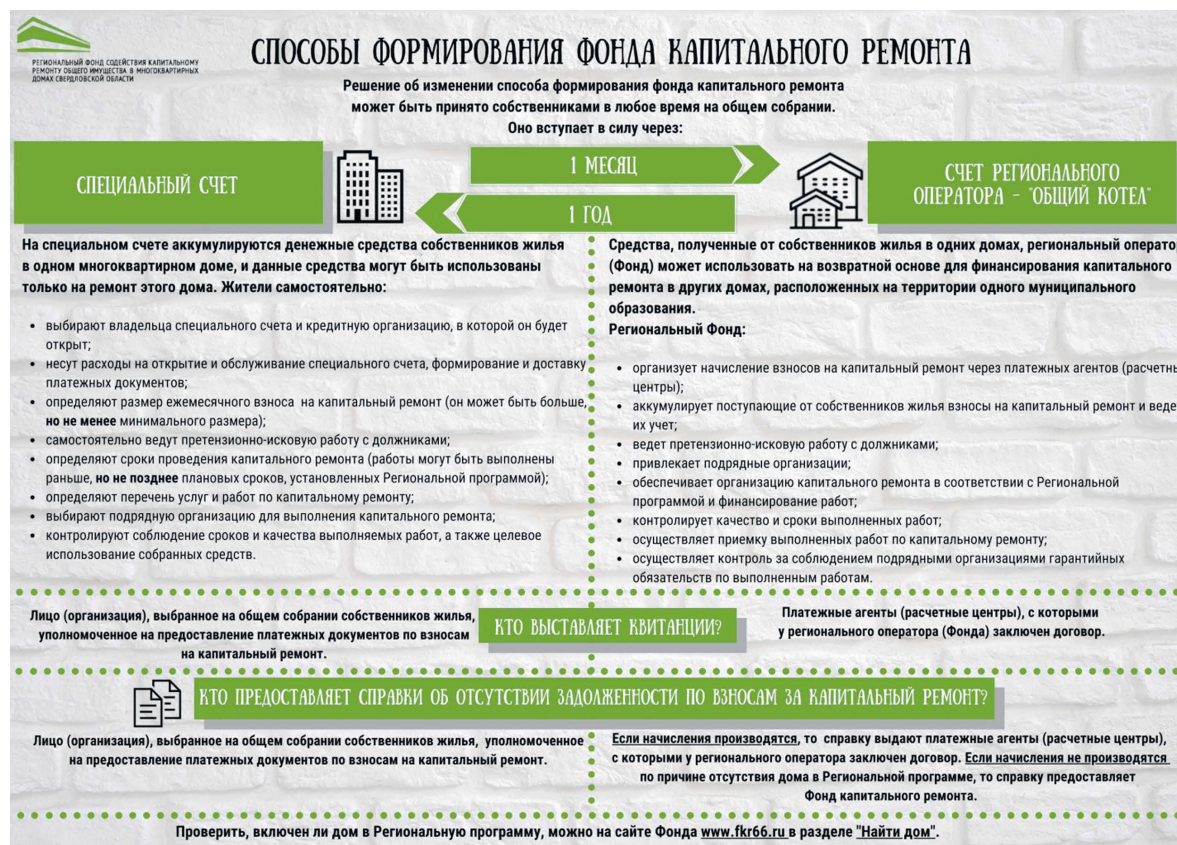 РЕГИОНАЛЬНЫЙ ФОНД СОДЕЙСТВИЯ КАПИТАЛЬНОМУ
РЕМОНТУ ОБЩЕГО ИМУЩЕСТВА В МНОГОКВАРТИРНЫХ
ДОМАХ СВЕРДЛОВСКОЙ ОБЛАСТИ
СПОСОБЫ ФОРМИРОВАНИЯ ФОНДА КАПИТАЛЬНОГО РЕМОНТА
Решение об изменении способа формирования фонда капитального ремонта
может быть принято собственниками в любое время на общем собрании.
Оно вступает в силу через:
СПЕЦИАЛЬНЫЙ СЧЕТ
1 МЕСЯЦ
1 ГОД
СЧЕТ РЕГИОНАЛЬНОГО
ОПЕРАТОРА – "ОБЩИЙ КОТЕЛ"
На специальном счете аккумулируются денежные средства собственников жилья
в одном многоквартирном доме, и данные средства могут быть использованы
только на ремонт этого дома. Жители самостоятельно:
• выбирают владельца специального счета и кредитную организацию, в которой он будет
открыт;
• несут расходы на открытие и обслуживание специального счета, формирование и доставку
платежных документов;
• определяют размер ежемесячного взноса на капитальный ремонт (он может быть больше,
но не менее минимального размера);
• самостоятельно ведут претензионно-исковую работу с должниками;
• определяют сроки проведения капитального ремонта (работы могут быть выполнены
раньше, но не позднее плановых сроков, установленных Региональной программой);
• определяют перечень услуг и работ по капитальному ремонту;
• выбирают подрядную организацию для выполнения капитального ремонта;
• контролируют соблюдение сроков и качества выполняемых работ, а также целевое
использование собранных средств.
Средства, полученные от собственников жилья в одних домах, региональный операто
(Фонд) может использовать на возвратной основе для финансирования капитального
ремонта в других домах, расположенных на территории одного муниципального
образования.
Региональный Фонд:
• организует начисление взносов на капитальный ремонт через платежных агентов (расчетн
центры);
• аккумулирует поступающие от собственников жилья взносы на капитальный ремонт и веде
их учет;
• ведет претензионно-исковую работу с должниками;
• привлекает подрядные организации;
• обеспечивает организацию капитального ремонта в соответствии с Региональной
программой и финансирование работ;
• контролирует качество и сроки выполненных работ;
• осуществляет приемку выполненных работ по капитальному ремонту;
• осуществляет контроль за соблюдением подрядными организациями гарантийных
обязательств по выполненным работам.
Лицо (организация), выбранное на общем собрании собственников жилья,
уполномоченное на предоставление платежных документов по взносам
на капитальный ремонт.
КТО ВЫСТАВЛЯЕТ КВИТАНЦИИ?
Платежные агенты (расчетные центры), с которыми
у регионального оператора (Фонда) заключен договор.
КТО ПРЕДОСТАВЛЯЕТ СПРАВКИ ОБ ОТСУТСТВИИ ЗАДОЛЖЕННОСТИ ПО ВЗНОСАМ ЗА КАПИТАЛЬНЫЙ РЕМОНТ?
Лицо (организация), выбранное на общем собрании собственников жилья, уполномоченное
на предоставление платежных документов по взносам на капитальный ремонт.
Если начисления производятся, то справку выдают платежные агенты (расчетные центры),
с которыми у регионального оператора заключен договор. Если начисления не производятся
по причине отсутствия дома в Региональной программе, то справку предоставляет
Фонд капитального ремонта.
Проверить, включен ли дом в Региональную программу, можно на сайте Фонда www.fkr66.ru в разделе "Найти дом".